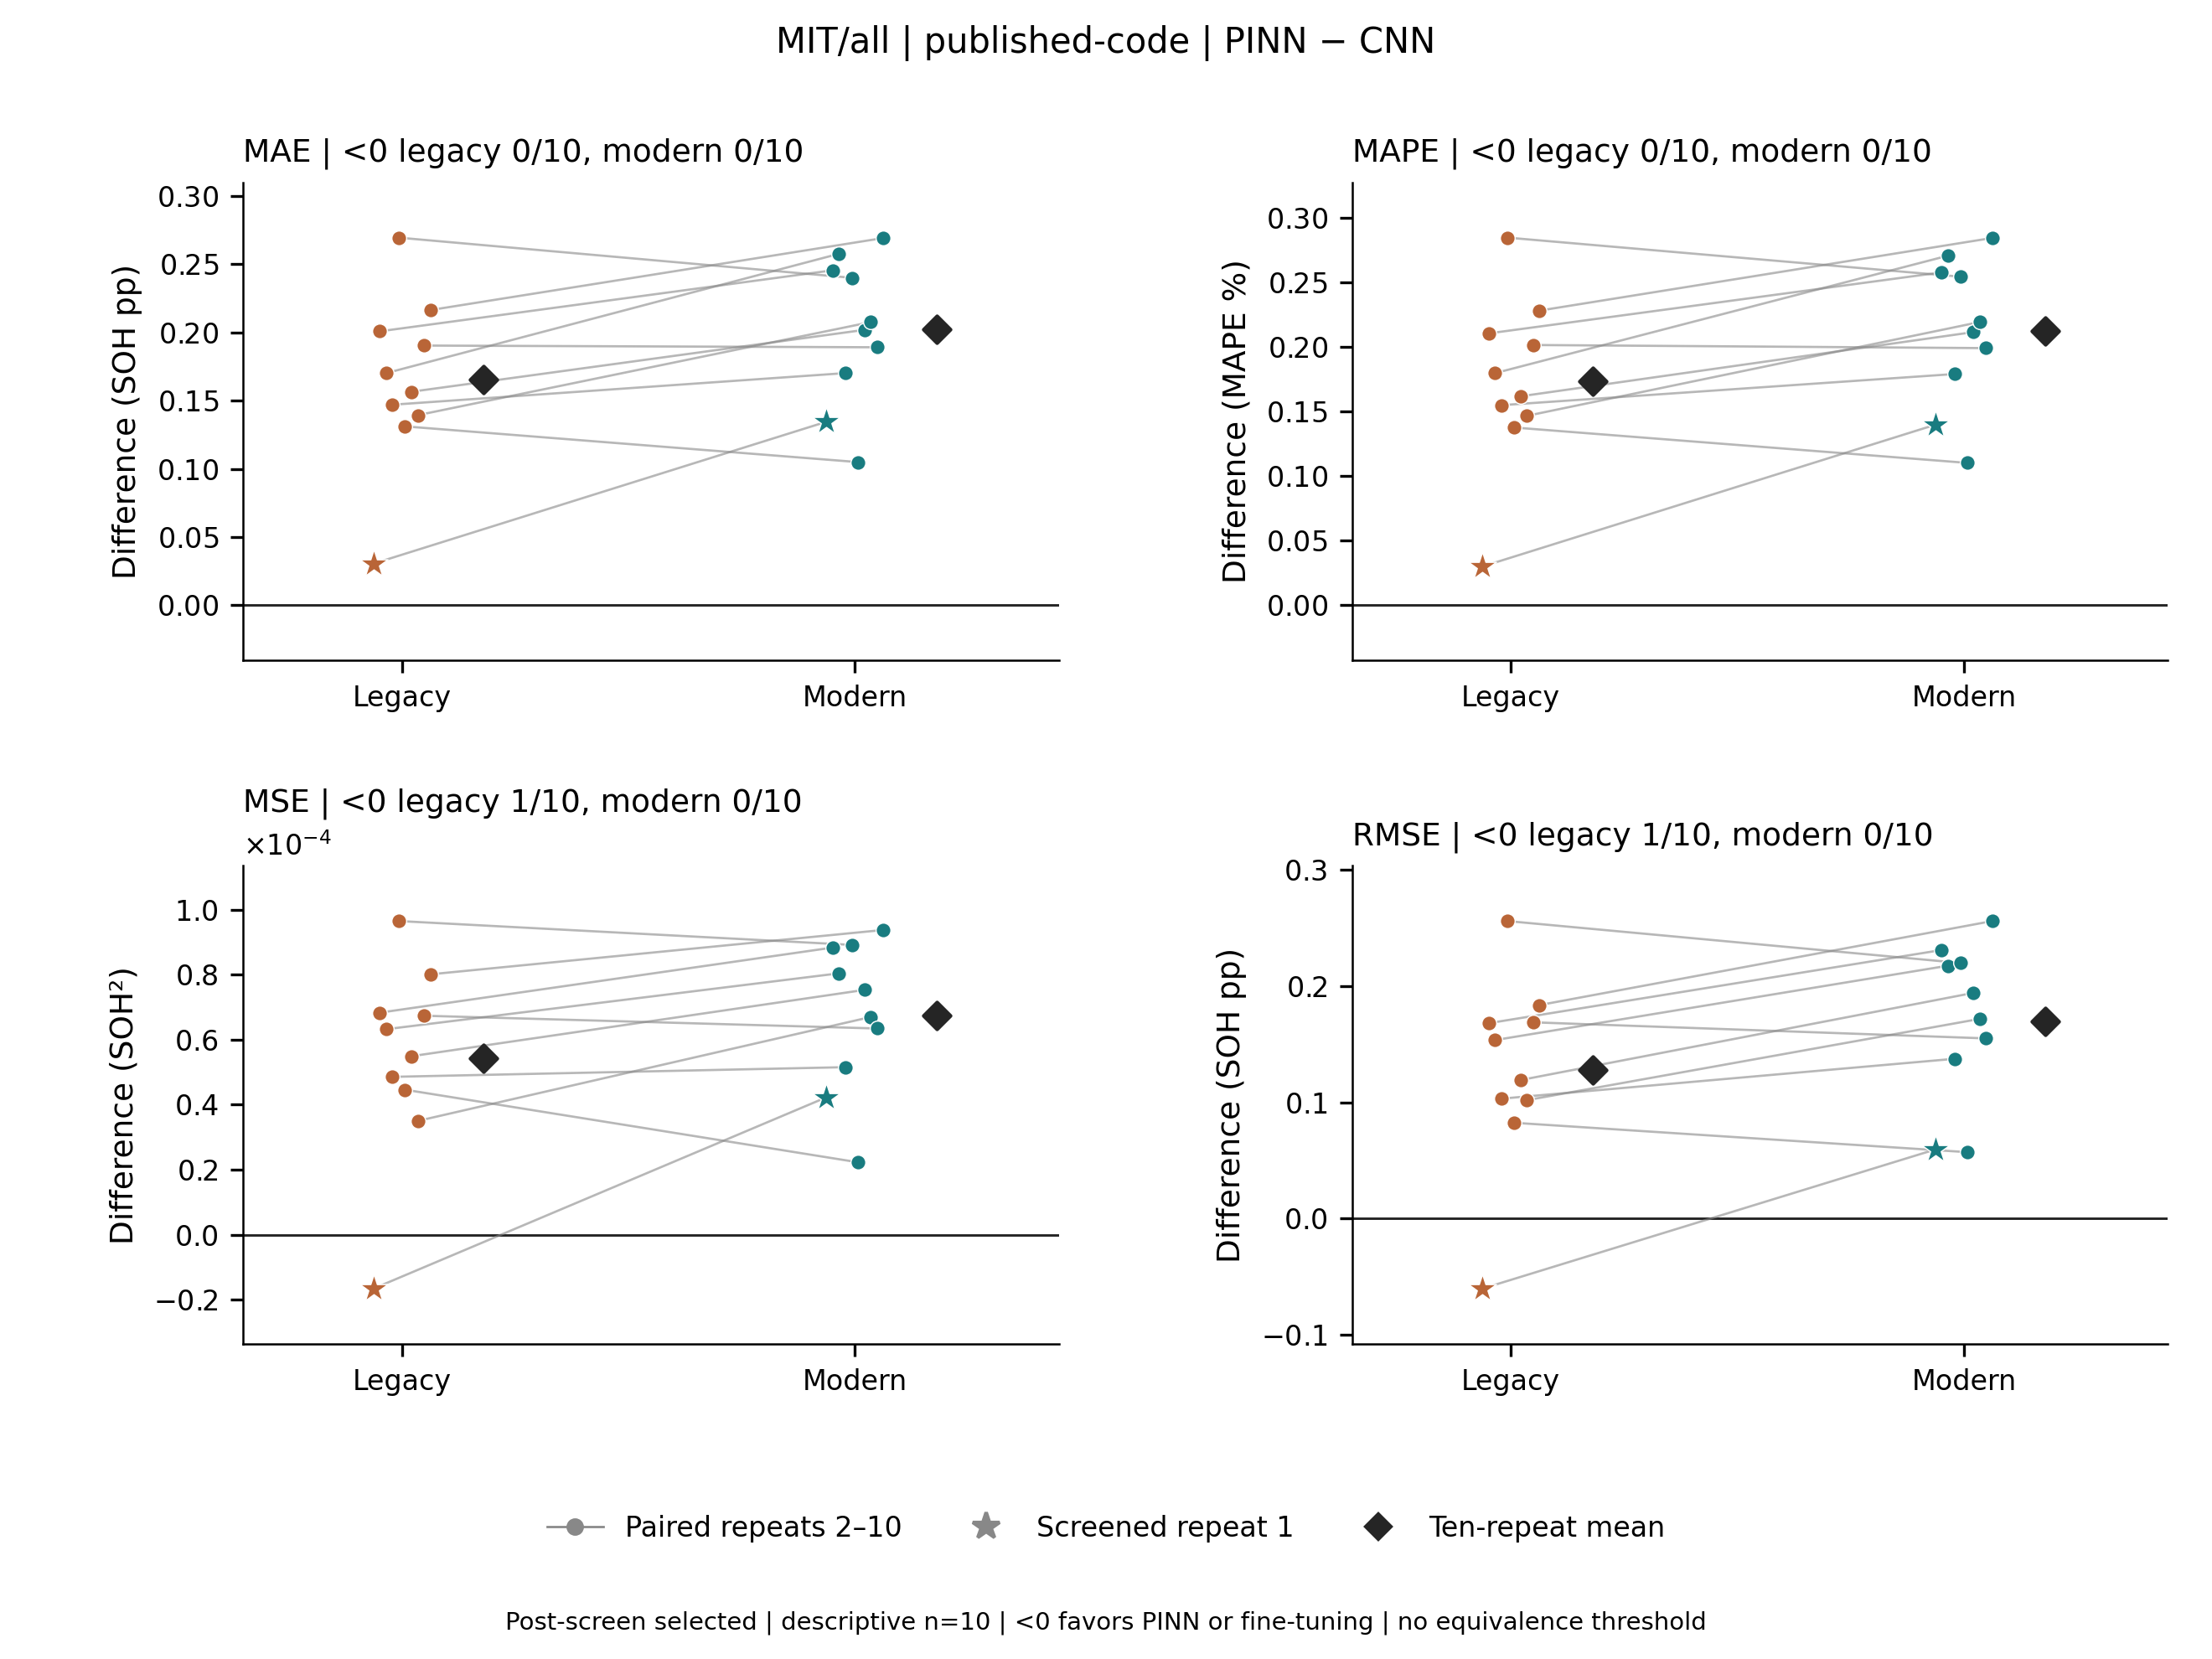 MIT/all | published-code | PINN − CNN
MAE | <0 legacy 0/10, modern 0/10
Difference (SOH pp)
0.30
0.25
0.20
0.15
0.10
0.05
0.00
Legacy
Modern
MAPE | <0 legacy 0/10, modern 0/10
Difference (MAPE %)
0.30
0.25
0.20
0.15
0.10
0.05
0.00
Legacy
Modern
MSE | <0 legacy 1/10, modern 0/10
×10⁻⁴
Difference (SOH²)
1.0
0.8
0.6
0.4
0.2
0.0
−0.2
Legacy
Modern
RMSE | <0 legacy 1/10, modern 0/10
Difference (SOH pp)
0.3
0.2
0.1
0.0
−0.1
Legacy
Modern
Paired repeats 2–10
Screened repeat 1
Ten-repeat mean
Post-screen selected | descriptive n=10 | <0 favors PINN or fine-tuning | no equivalence threshold